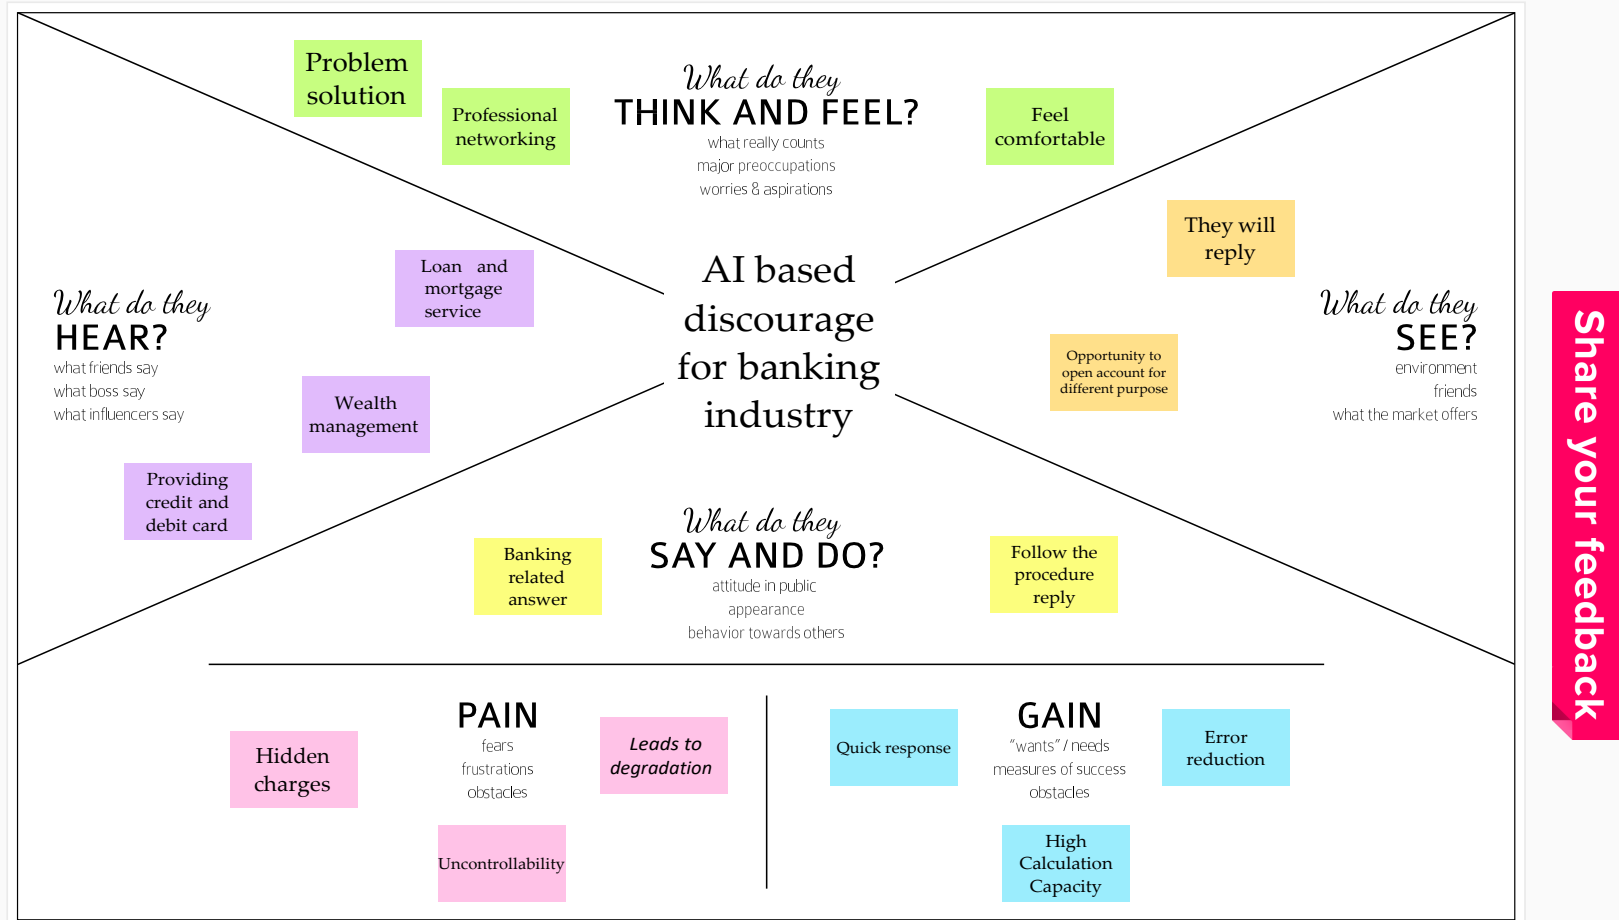 Problem
solution
Professional
networking
What do they
THINK AND FEEL?
what really counts
major preoccupations
worries & aspirations
Feel
comfortable
They will
reply
Loan and
mortgage
service
What do they
HEAR?
what friends say
what boss say
what influencers say
Wealth
management
Providing
credit and
debit card
AI based
discourage
for banking
industry
Opportunity to
open account for
different purpose
What do they
SEE?
environment
friends
what the market offers
Banking
related
answer
What do they
SAY AND DO?
attitude in public
appearance
behavior towards others
Follow the
procedure
reply
Hidden
charges
PAIN
fears
frustrations
obstacles
Leads to
degradation
Uncontrollability
Quick response
GAIN
"wants" / needs
measures of success
obstacles
Error
reduction
High
Calculation
Capacity
Share your feedback